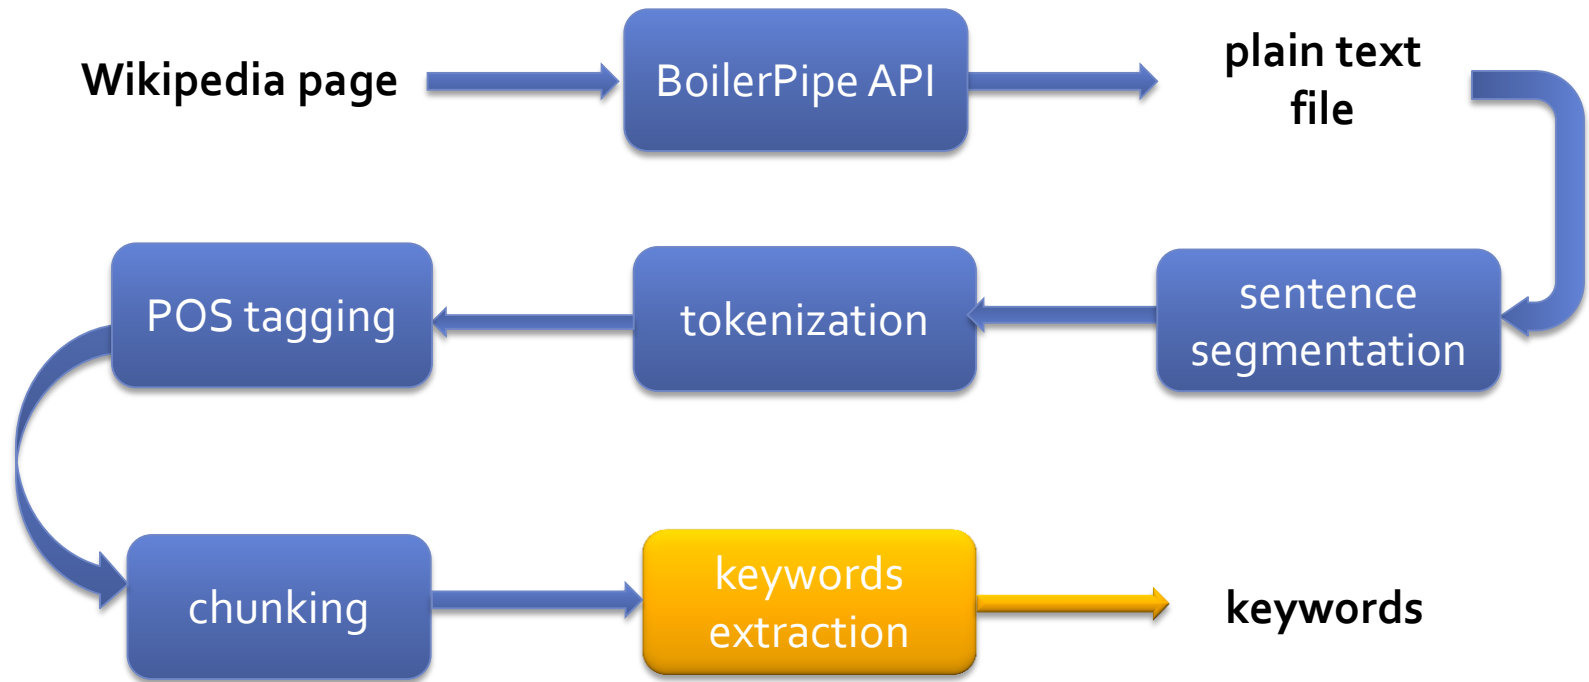 Wikipedia page
BoilerPipe API
plain text
file
sentence
segmentation
tokenization
POS tagging
chunking
keywords
extraction
keywords